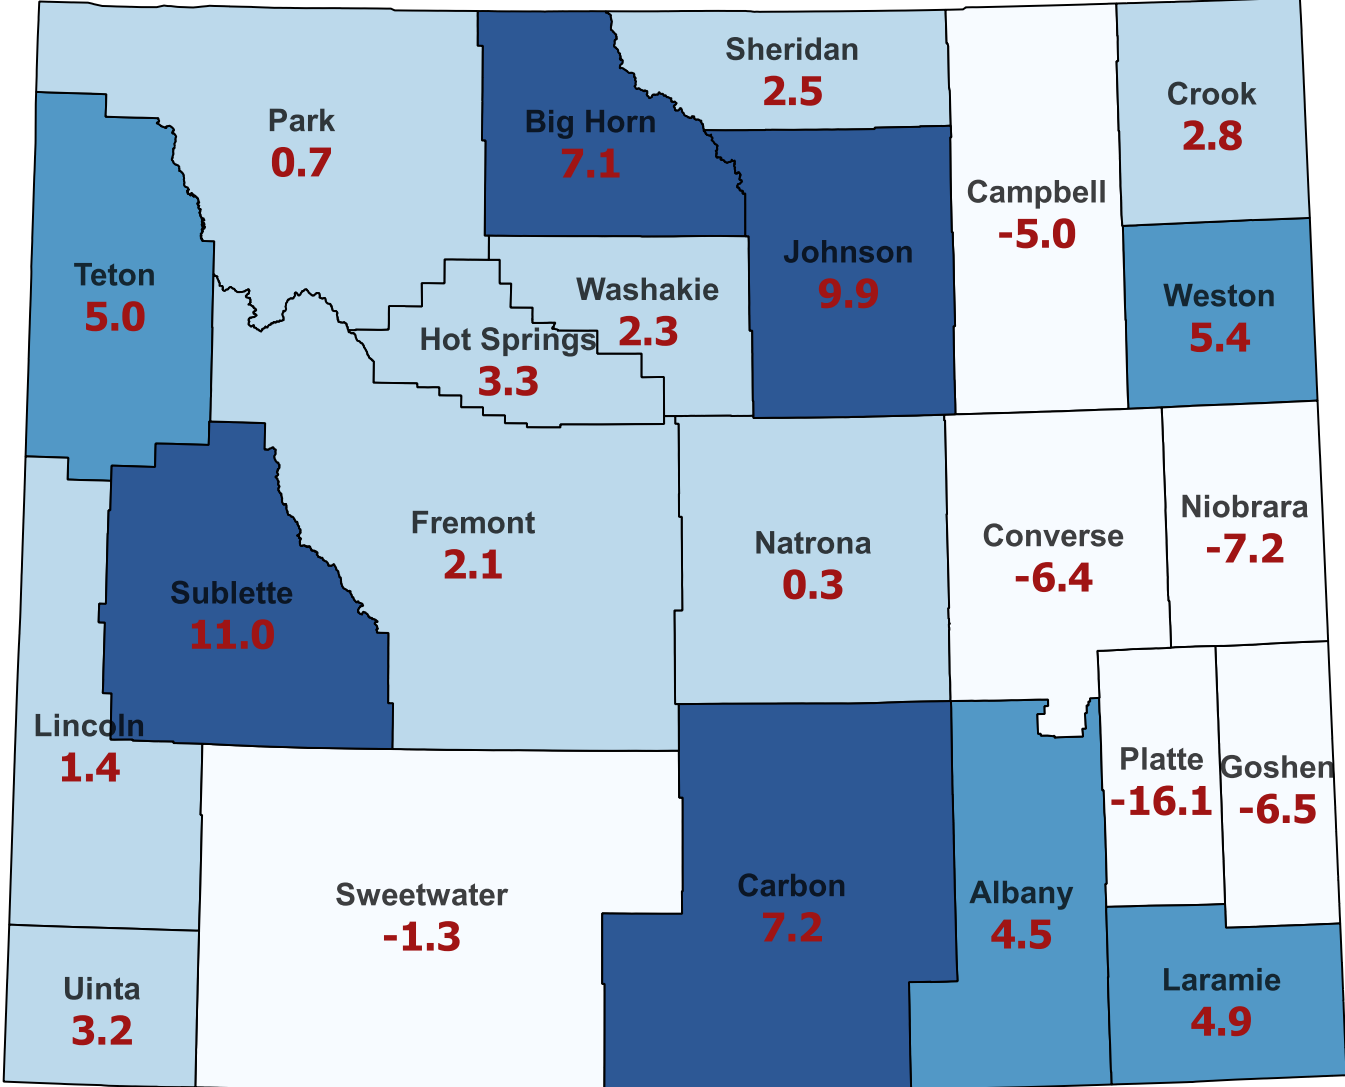 Sheridan
2.5
Crook
2.8
Park
0.7
Big Horn
7.1
Campbell
-5.0
Johnson
9.9
Teton
5.0
Washakie
2.3
Weston
5.4
Hot Springs
3.3
Fremont
2.1
Natrona
0.3
Converse
-6.4
Niobrara
-7.2
Sublette
11.0
Lincoln
1.4
Platte
-16.1
Goshen
-6.5
Sweetwater
-1.3
Carbon
7.2
Albany
4.5
Uinta
3.2
Laramie
4.9